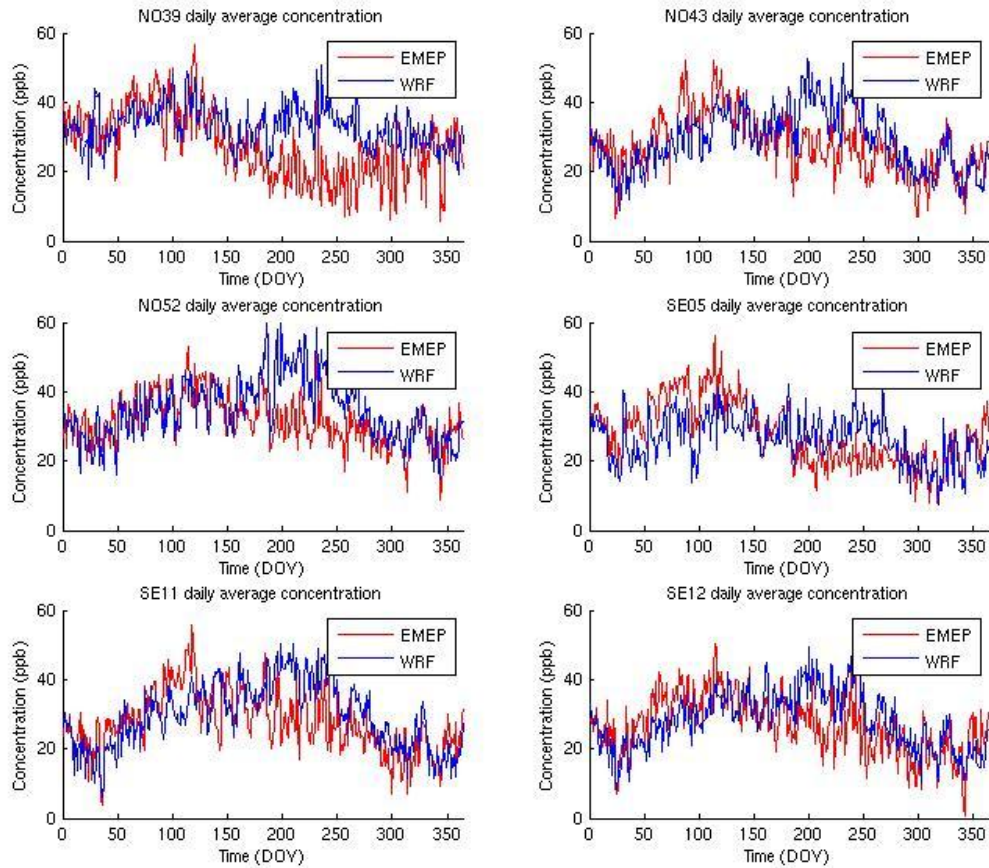 NO39 daily average concentration
60
40
20
0
Concentration (ppb)
EMEP
WRF
0 50 100 150 200 250 300 350
Time (DOY)
NO43 daily average concentration
60
40
20
0
Concentration (ppb)
EMEP
WRF
0 50 100 150 200 250 300 350
Time (DOY)
NO52 daily average concentration
60
40
20
0
Concentration (ppb)
EMEP
WRF
0 50 100 150 200 250 300 350
Time (DOY)
SE05 daily average concentration
60
40
20
0
Concentration (ppb)
EMEP
WRF
0 50 100 150 200 250 300 350
Time (DOY)
SE11 daily average concentration
60
40
20
0
Concentration (ppb)
EMEP
WRF
0 50 100 150 200 250 300 350
Time (DOY)
SE12 daily average concentration
60
40
20
0
Concentration (ppb)
EMEP
WRF
0 50 100 150 200 250 300 350
Time (DOY)